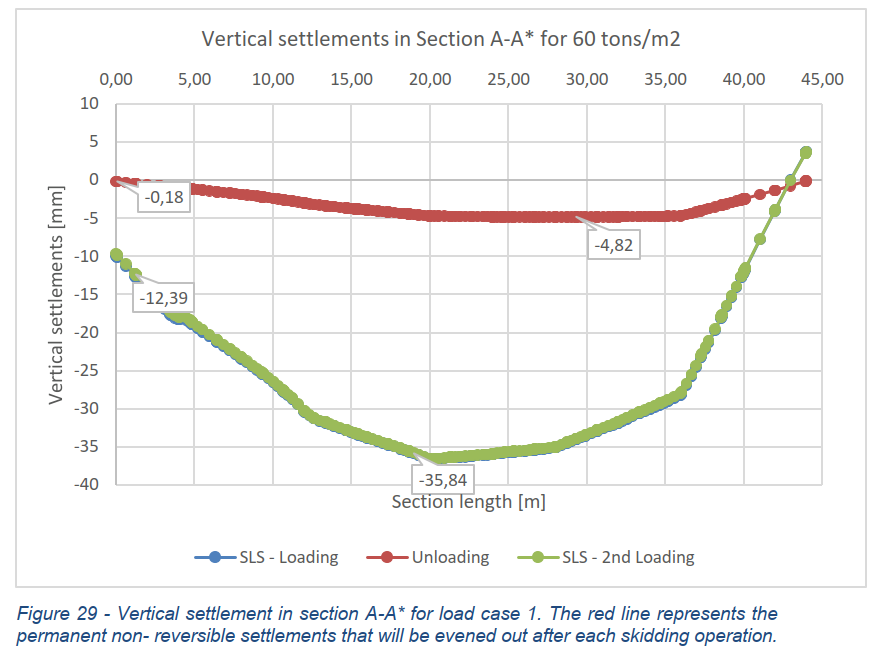 Vertical settlements in Section A-A* for 60 tons/m2
0,00 5,00 10,00 15,00 20,00 25,00 30,00 35,00 40,00 45,00
10
5
0
-5
-10
-15
-20
-25
-30
-35
-40
Vertical settlements [mm]
-0,18
-4,82
-12,39
-35,84
Section length [m]
SLS - Loading Unloading SLS - 2nd Loading
Figure 29 - Vertical settlement in section A-A* for load case 1. The red line represents the
permanent non- reversible settlements that will be evened out after each skidding operation.